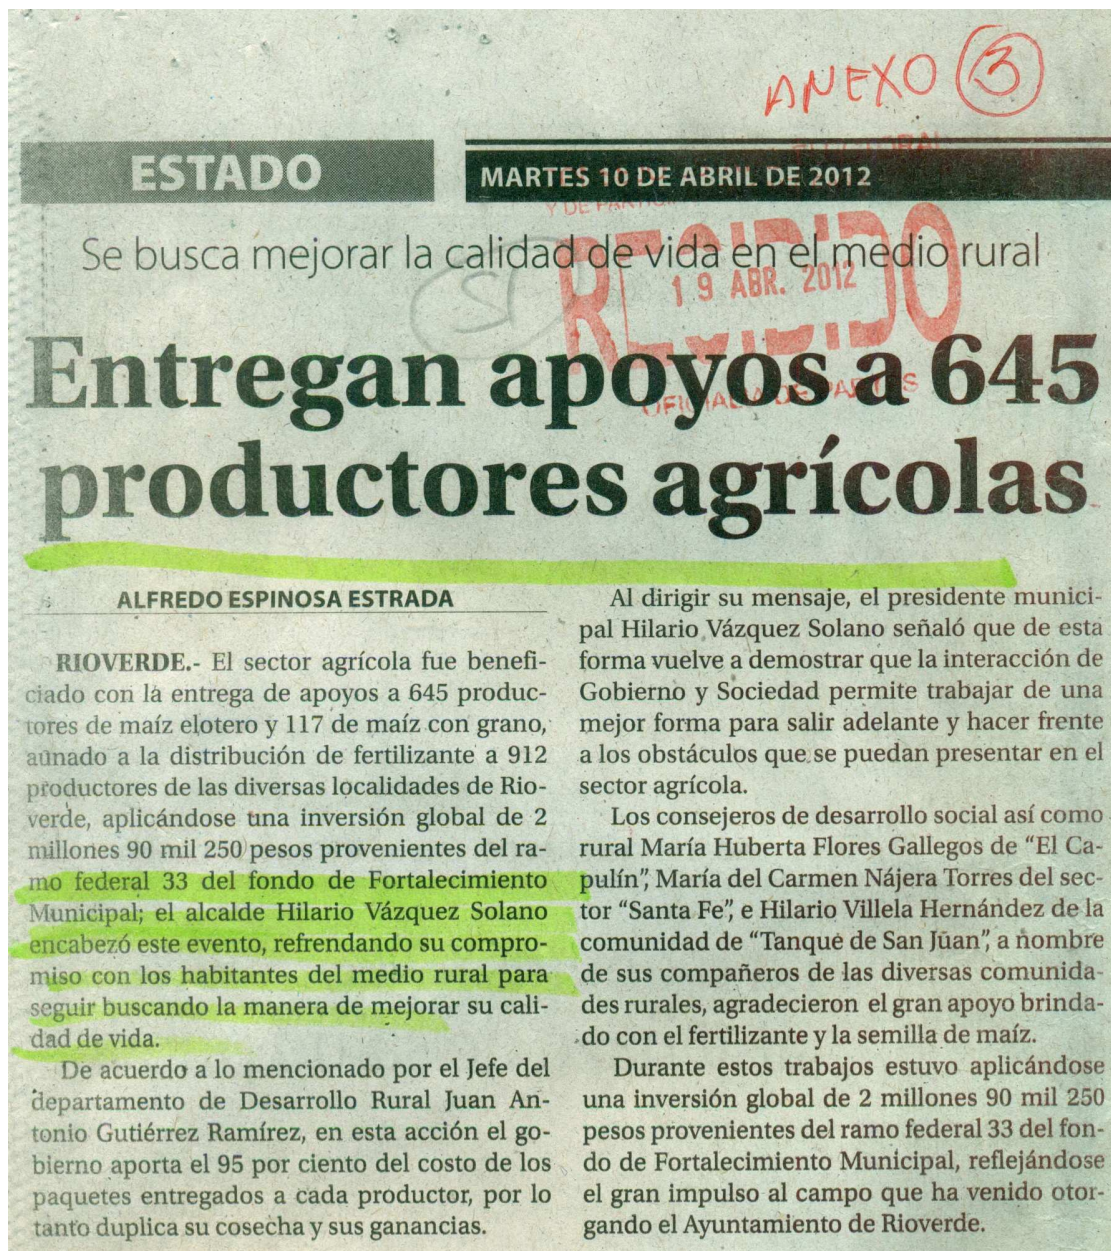 ANEXO 3
ESTADO
MARTES 10 DE ABRIL DE 2012
ELECTORAL
Y DE
RECIBIDO
19 ABR. 2012
OFICIALIA DE PARTES
Se busca mejorar la calidad de vida en el medio rural
Entregan apoyos a 645
productores agrícolas
ALFREDO ESPINOSA ESTRADA
RIOVERDE.- El sector agrícola fue benefi-
ciado con la entrega de apoyos a 645 produc-
tores de maíz elotero y 117 de maíz con grano,
aunado a la distribución de fertilizante a 912
productores de las diversas localidades de Rio-
verde, aplicándose una inversión global de 2
millones 90 mil 250 pesos provenientes del ra-
mo federal 33 del fondo de Fortalecimiento
Municipal; el alcalde Hilario Vázquez Solano
encabezó este evento, refrendando su compro-
miso con los habitantes del medio rural para
seguir buscando la manera de mejorar su cali-
dad de vida.
De acuerdo a lo mencionado por el Jefe del
departamento de Desarrollo Rural Juan An-
tonio Gutiérrez Ramírez, en esta acción el go-
bierno aporta el 95 por ciento del costo de los
paquetes entregados a cada productor, por lo
tanto duplica su cosecha y sus ganancias.
Al dirigir su mensaje, el presidente munici-
pal Hilario Vázquez Solano señaló que de esta
forma vuelve a demostrar que la interacción de
Gobierno y Sociedad permite trabajar de una
mejor forma para salir adelante y hacer frente
a los obstáculos que se puedan presentar en el
sector agrícola.
Los consejeros de desarrollo social así como
rural María Huberta Flores Gallegos de “El Ca-
pulín”, María del Carmen Nájera Torres del sec-
tor “Santa Fe”, e Hilario Villela Hernández de la
comunidad de “Tanque de San Juan”, a nombre
de sus compañeros de las diversas comunida-
des rurales, agradecieron el gran apoyo brinda-
do con el fertilizante y la semilla de maíz.
Durante estos trabajos estuvo aplicándose
una inversión global de 2 millones 90 mil 250
pesos provenientes del ramo federal 33 del fon-
do de Fortalecimiento Municipal, reflejándose
el gran impulso al campo que ha venido otor-
gando el Ayuntamiento de Rioverde.